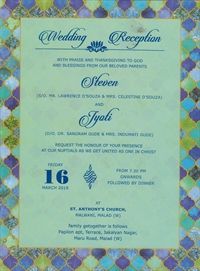 Wedding Reception
WITH PRAISE AND THANKSGIVING TO GOD
AND BLESSINGS FROM OUR BELOVED PARENTS
Steven
(S/O. MR. LAWRENCE D'SOUZA & MRS. CELESTINE D'SOUZA)
and
Jyoti
(D/O. DR. SANGRAM GUDE & MRS. INDUMATI GUDE)
REQUEST THE HONOUR OF YOUR PRESENCE
AT OUR NUPTIALS AS WE GET UNITED AS ONE IN CHRIST
FRIDAY
16
MARCH 2018
FROM 7.30 PM
ONWARDS
FOLLOWED BY DINNER
AT
ST. ANTHONY'S CHURCH,
MALWANI, MALAD (W)
family getogether is follows
Papilon apt, Terrace, Jakaliyan Nagar,
Maru Road, Malad (W)